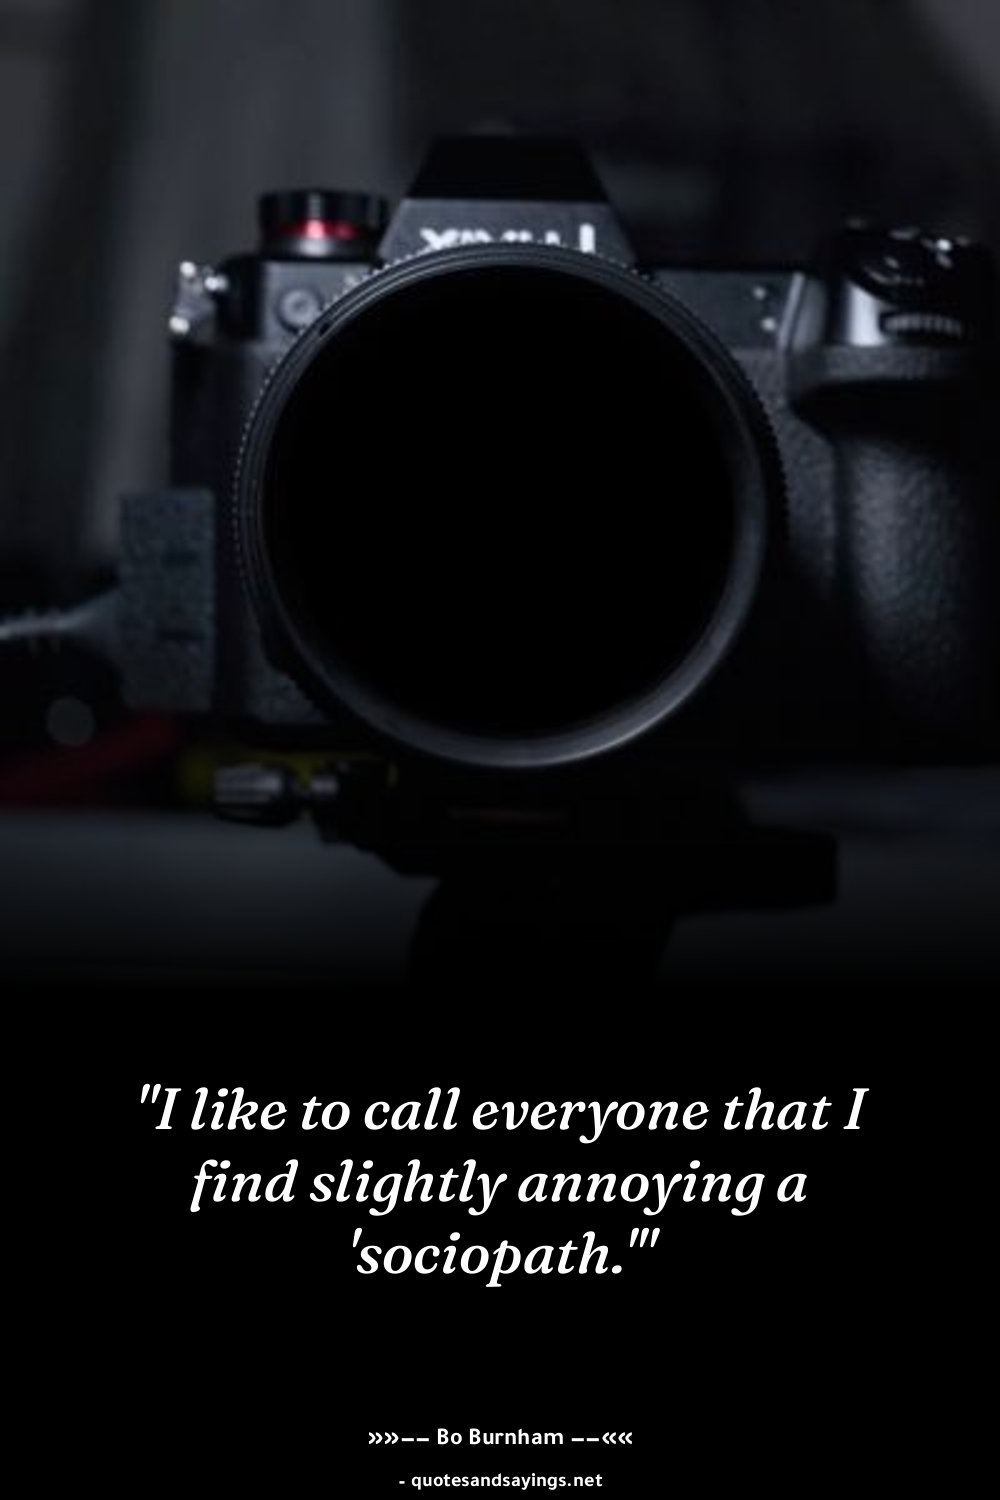 "I like to call everyone that I
find slightly annoying a
'sociopath.'"
»»—— Bo Burnham ——««
- quotesandsayings.net